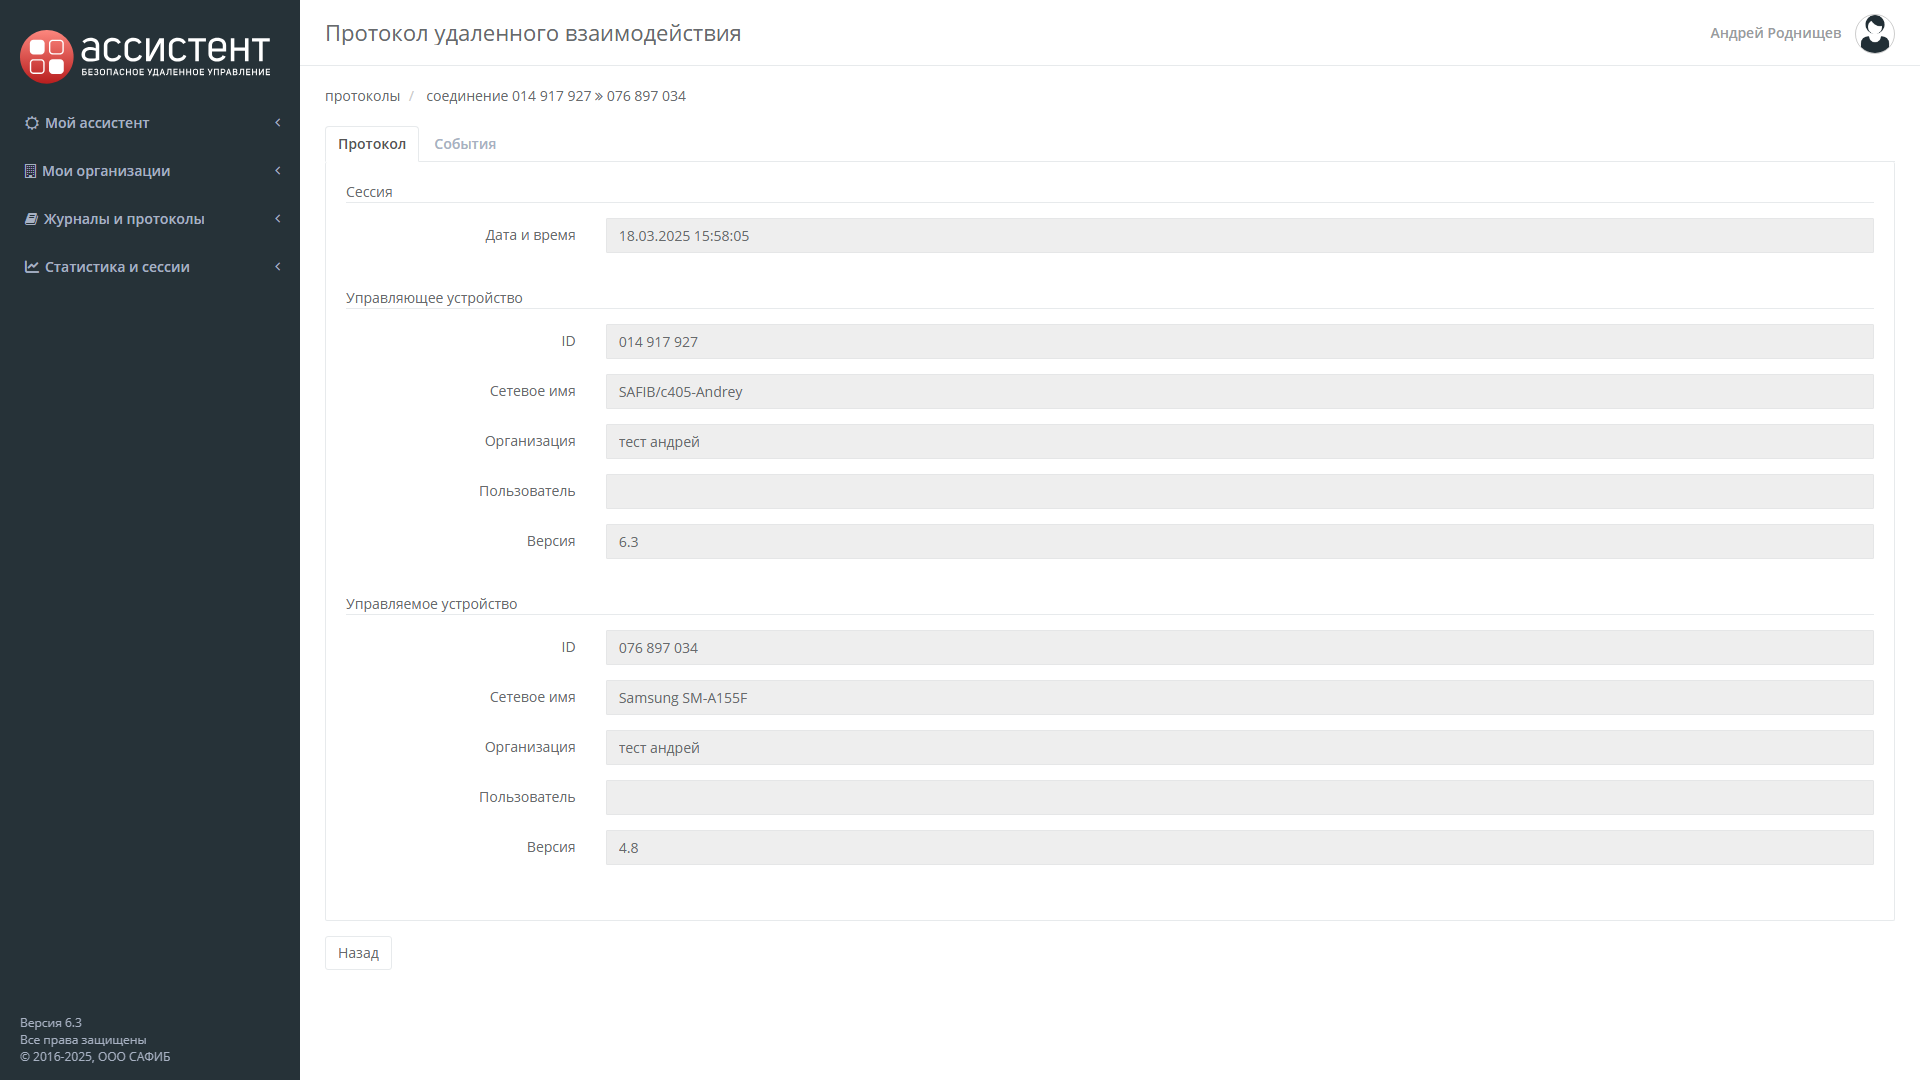 ассистент
БЕЗОПАСНОЕ УДАЛЕННОЕ УПРАВЛЕНИЕ
Мой ассистент
Мои организации
Журналы и протоколы
Статистика и сессии
Версия 6.3
Все права защищены
© 2016-2025, ООО САФИБ
Протокол удаленного взаимодействия
Андрей Роднищев
протоколы / соединение 014 917 927 » 076 897 034
Протокол События
Сессия
Дата и время 18.03.2025 15:58:05
Управляющее устройство
ID 014 917 927
Сетевое имя SAFIB/c405-Andrey
Организация тест андрей
Пользователь
Версия 6.3
Управляемое устройство
ID 076 897 034
Сетевое имя Samsung SM-A155F
Организация тест андрей
Пользователь
Версия 4.8
Назад